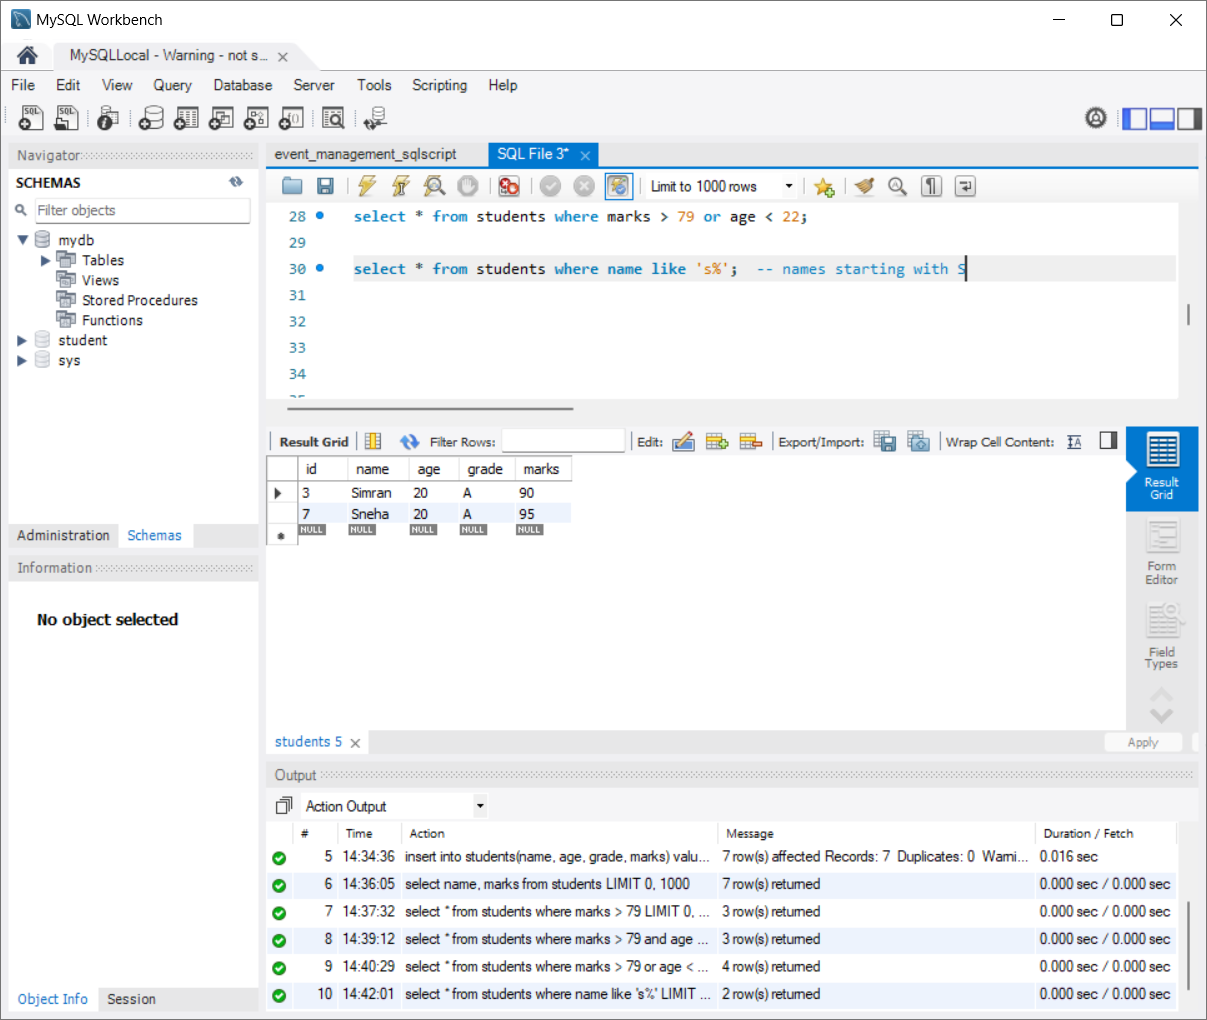 MySQL Workbench
MySQLLocal - Warning - not s...
File Edit View Query Database Server Tools Scripting Help
Navigator
SCHEMAS
Filter objects
mydb
Tables
Views
Stored Procedures
Functions
student
sys
Administration Schemas
Information
No object selected
Object Info Session
event_management_sqlscript SQL File 3*
Limit to 1000 rows
28 select * from students where marks > 79 or age < 22;
29
30 select * from students where name like 's%'; -- names starting with S
31
32
33
34
Result Grid Filter Rows: Edit: Export/Import: Wrap Cell Content:
id name age grade marks
3 Simran 20 A 90
7 Sneha 20 A 95
NULL NULL NULL NULL NULL
Result Grid
Form Editor
Field Types
students 5
Apply
Output
Action Output
# Time Action Message Duration / Fetch
5 14:34:36 insert into students(name, age, grade, marks) valu... 7 row(s) affected Records: 7 Duplicates: 0 Warni... 0.016 sec
6 14:36:05 select name, marks from students LIMIT 0, 1000 7 row(s) returned 0.000 sec / 0.000 sec
7 14:37:32 select * from students where marks > 79 LIMIT 0, ... 3 row(s) returned 0.000 sec / 0.000 sec
8 14:39:12 select * from students where marks > 79 and age ... 3 row(s) returned 0.000 sec / 0.000 sec
9 14:40:29 select * from students where marks > 79 or age < ... 4 row(s) returned 0.000 sec / 0.000 sec
10 14:42:01 select * from students where name like 's%' LIMIT ... 2 row(s) returned 0.000 sec / 0.000 sec